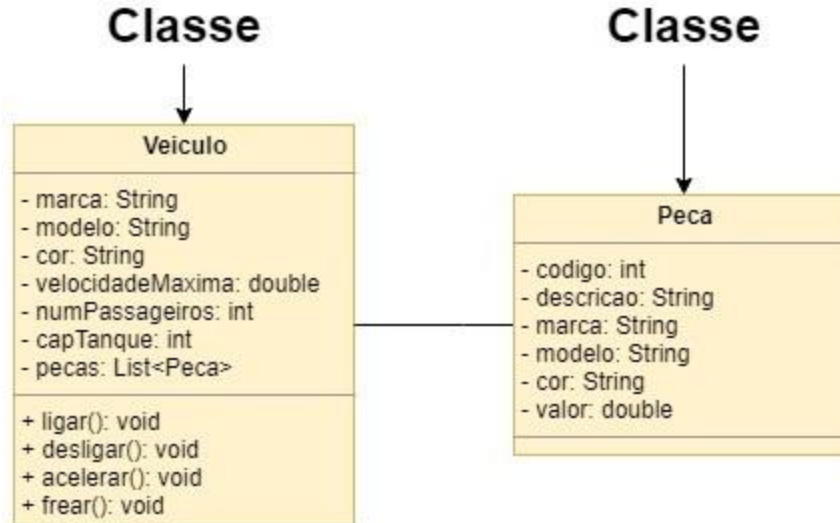 Classe
Veiculo
- marca: String
- modelo: String
- cor: String
- velocidadeMaxima: double
- numPassageiros: int
- capTanque: int
- pecas: List<Peca>
+ ligar(): void
+ desligar(): void
+ acelerar(): void
+ frear(): void
Classe
Peca
- codigo: int
- descricao: String
- marca: String
- modelo: String
- cor: String
- valor: double